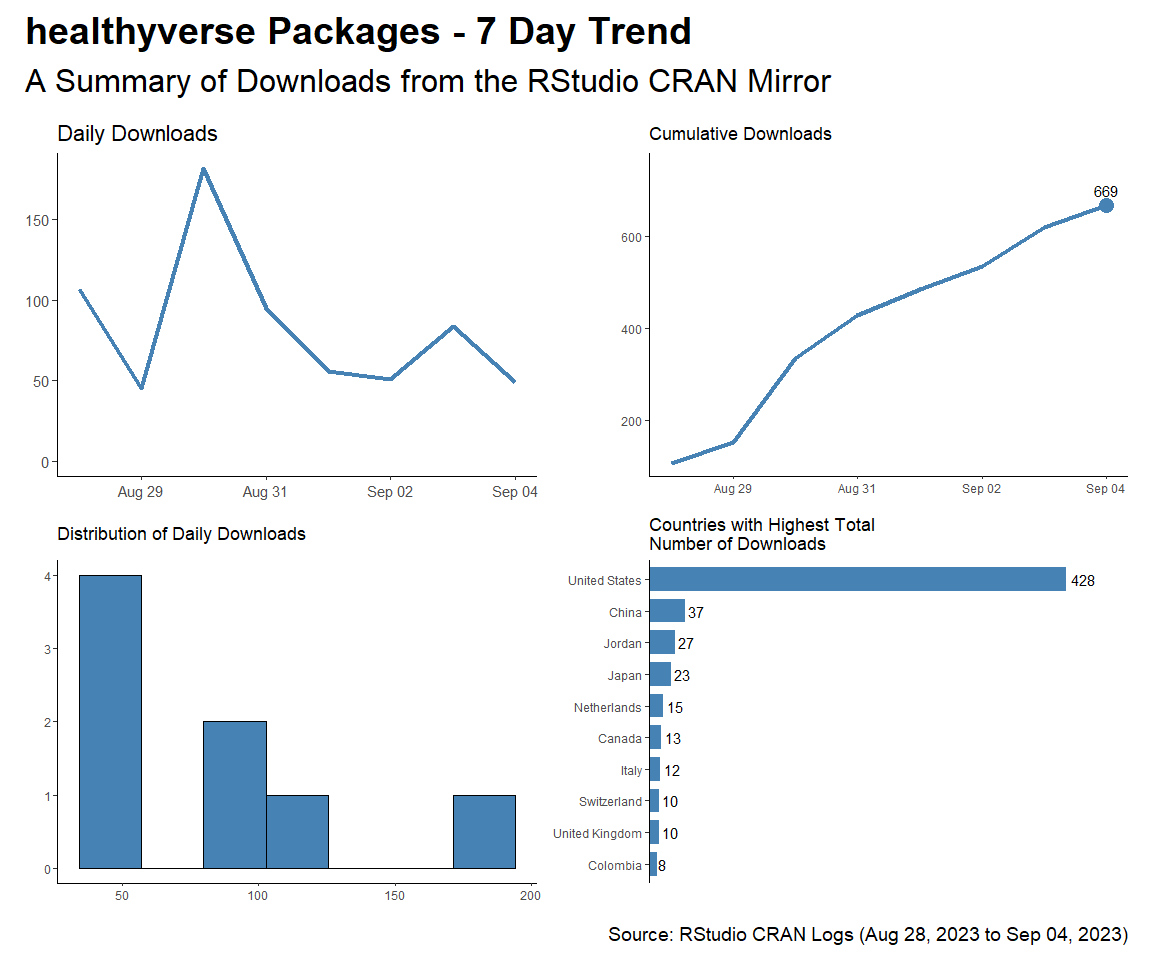 healthyverse Packages - 7 Day Trend
A Summary of Downloads from the RStudio CRAN Mirror
Daily Downloads
150
100
50
0
Aug 29 Aug 31 Sep 02 Sep 04
Cumulative Downloads
669
600
400
200
Aug 29 Aug 31 Sep 02 Sep 04
Distribution of Daily Downloads
4
3
2
1
0
50 100 150 200
Countries with Highest Total
Number of Downloads
United States 428
China 37
Jordan 27
Japan 23
Netherlands 15
Canada 13
Italy 12
Switzerland 10
United Kingdom 10
Colombia 8
Source: RStudio CRAN Logs (Aug 28, 2023 to Sep 04, 2023)